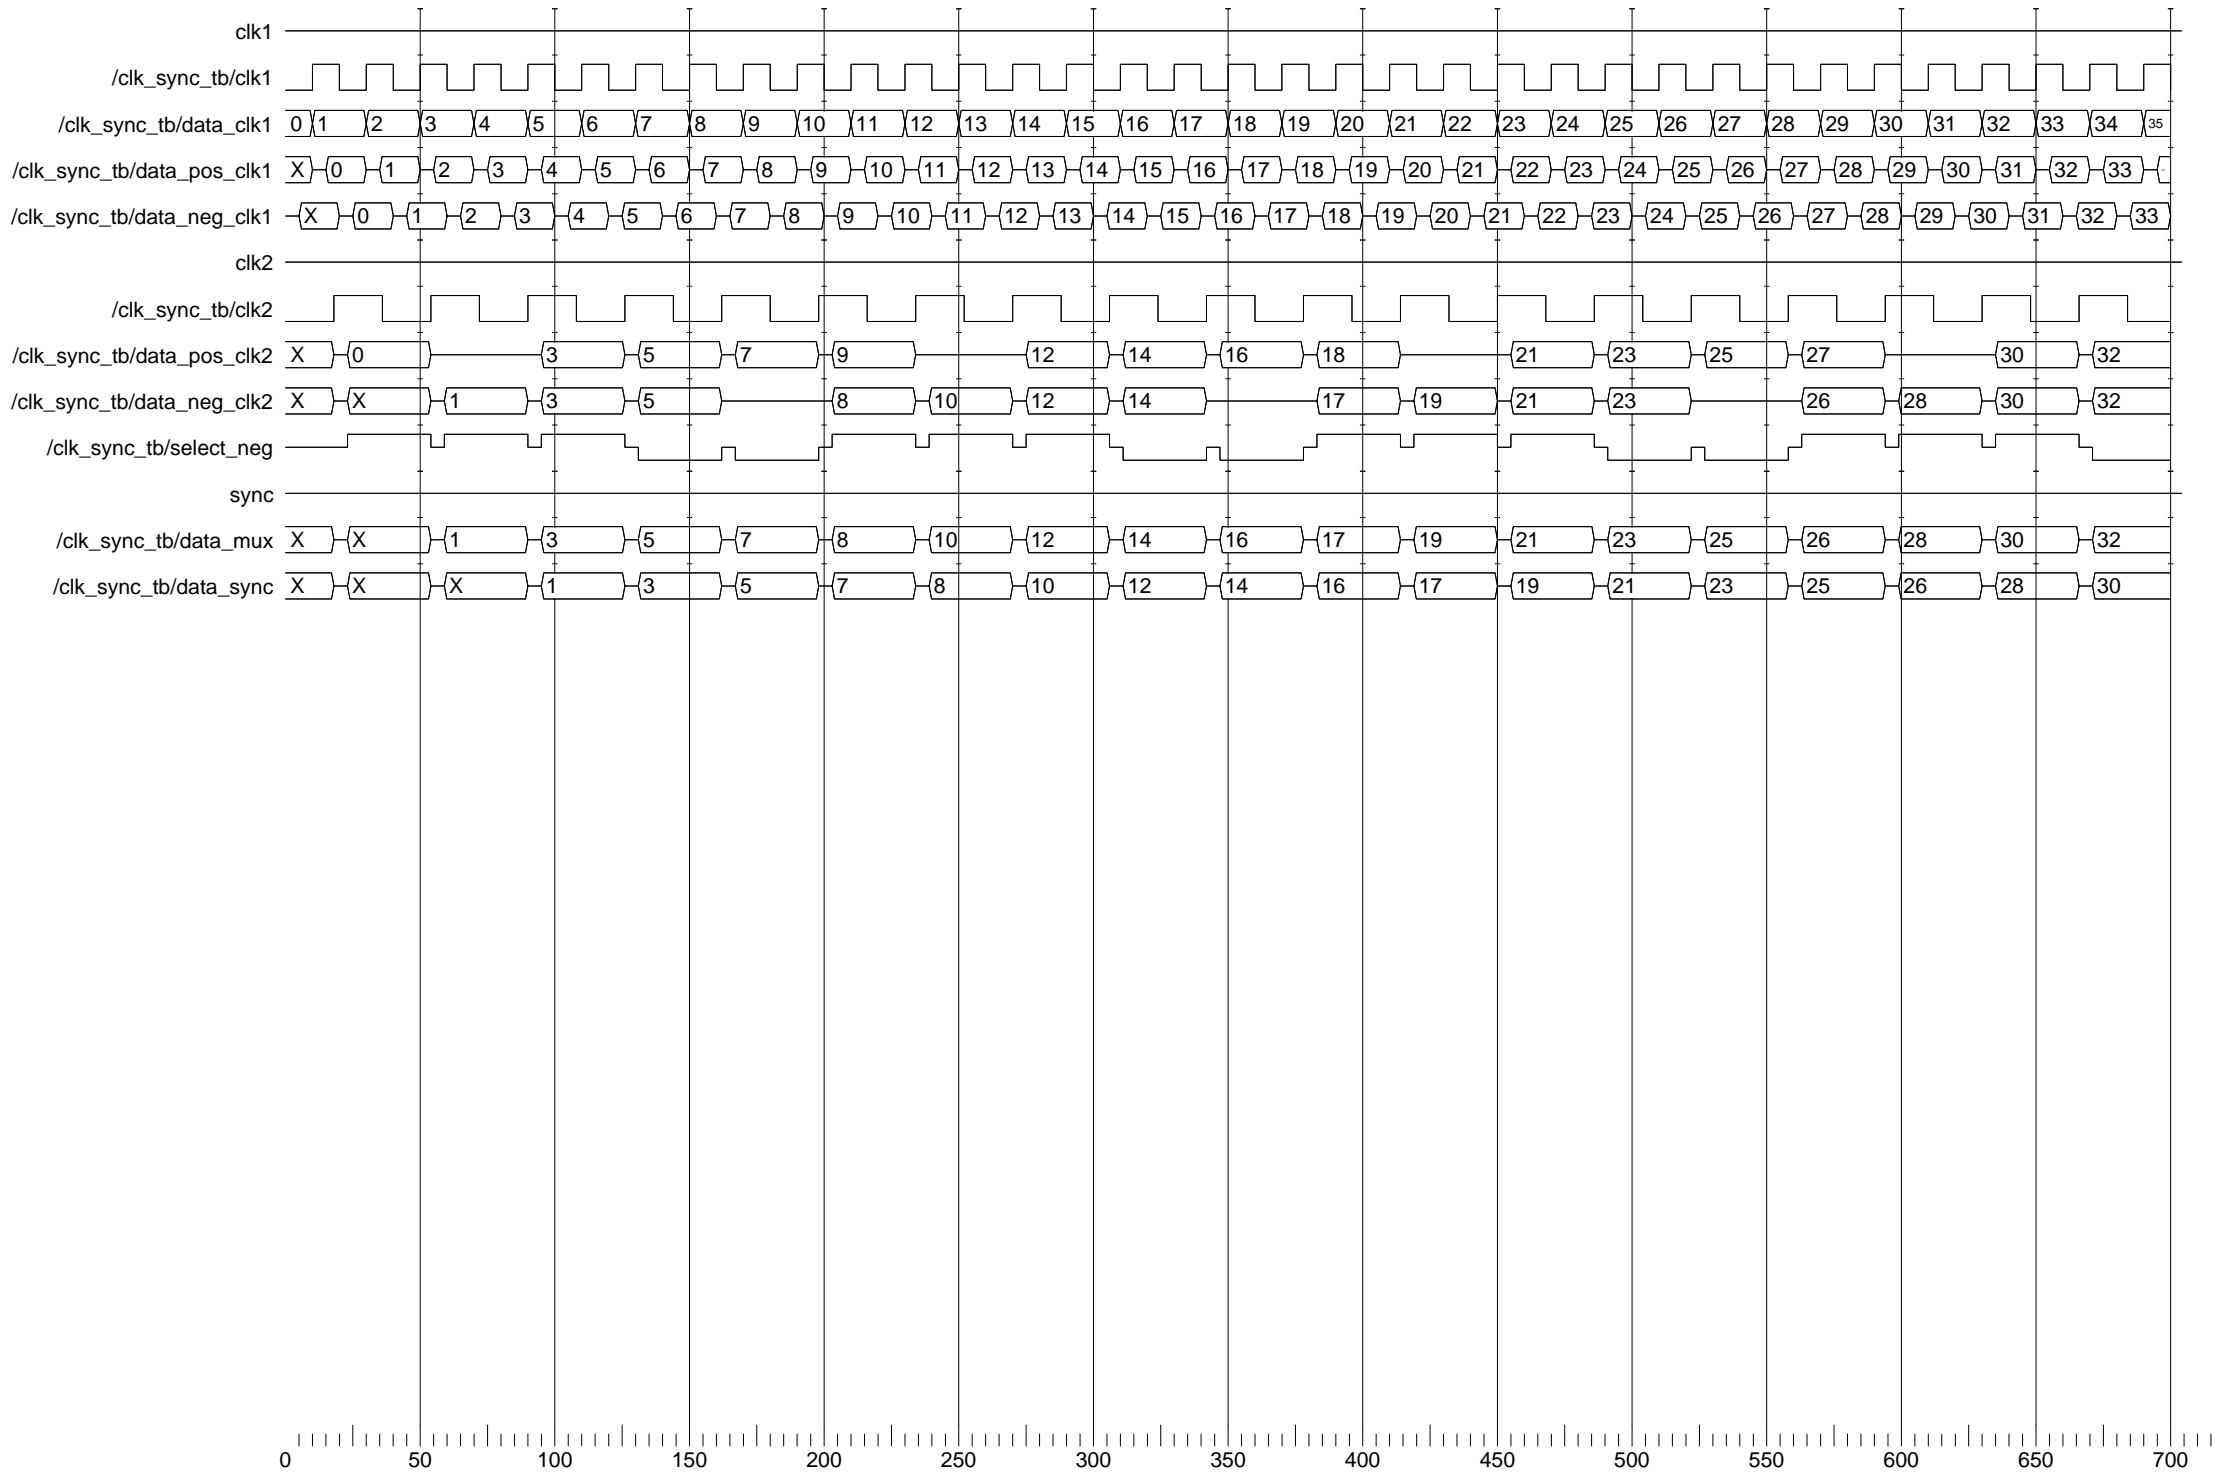 clk1
/clk_sync_tb/clk1
/clk_sync_tb/data_clk1 0 1 2 3 4 5 6 7 8 9 10 11 12 13 14 15 16 17 18 19 20 21 22 23 24 25 26 27 28 29 30 31 32 33 34 35
/clk_sync_tb/data_pos_clk1 X 0 1 2 3 4 5 6 7 8 9 10 11 12 13 14 15 16 17 18 19 20 21 22 23 24 25 26 27 28 29 30 31 32 33
/clk_sync_tb/data_neg_clk1 X 0 1 2 3 4 5 6 7 8 9 10 11 12 13 14 15 16 17 18 19 20 21 22 23 24 25 26 27 28 29 30 31 32 33
clk2
/clk_sync_tb/clk2
/clk_sync_tb/data_pos_clk2 X 0 3 5 7 9 12 14 16 18 21 23 25 27 30 32
/clk_sync_tb/data_neg_clk2 X X 1 3 5 8 10 12 14 17 19 21 23 26 28 30 32
/clk_sync_tb/select_neg
sync
/clk_sync_tb/data_mux X X 1 3 5 7 8 10 12 14 16 17 19 21 23 25 26 28 30 32
/clk_sync_tb/data_sync X X X 1 3 5 7 8 10 12 14 16 17 19 21 23 25 26 28 30
0 50 100 150 200 250 300 350 400 450 500 550 600 650 700